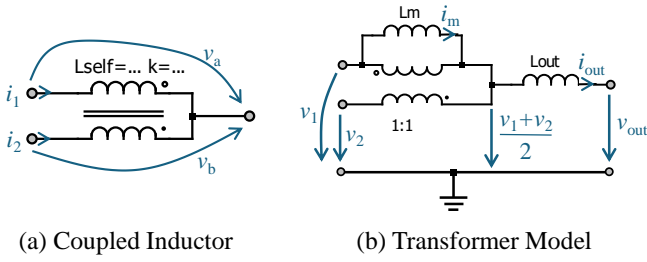 Lself=... k=...
v_a
i_1
i_2
v_b
(a) Coupled Inductor
Lm
i_m
Lout
i_out
v_1
v_2
1:1
v_1+v_2
2
v_out
(b) Transformer Model